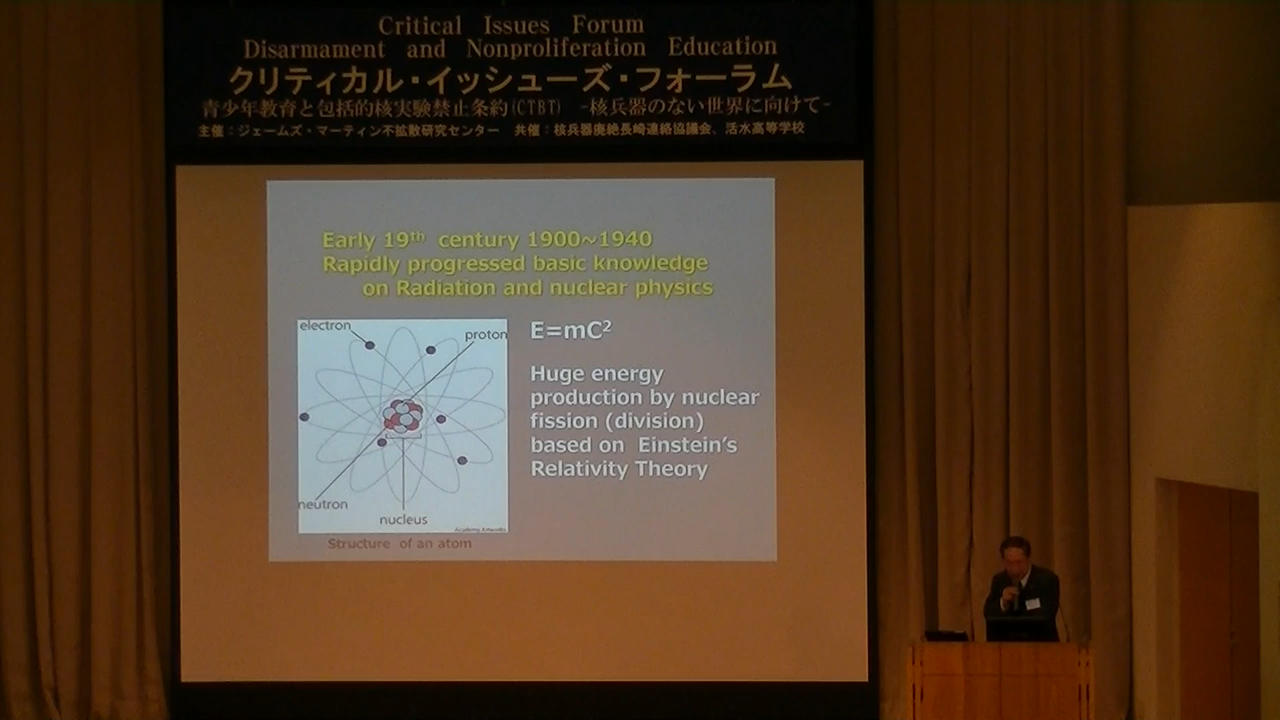 Critical Issues Forum
Disarmament and Nonproliferation Education
クリティカル・イッシューズ・フォーラム
青少年教育と包括的核実験禁止条約(CTBT) -核兵器のない世界に向けて-
主催：ジェームズ・マーティン不拡散研究センター 共催：核兵器廃絶長崎連絡協議会、活水高等学校
Early 19th century 1900~1940
Rapidly progressed basic knowledge
on Radiation and nuclear physics
electron
proton
neutron
nucleus
Academy Artworks
Structure of an atom
E=mC²
Huge energy
production by nuclear
fission (division)
based on Einstein's
Relativity Theory